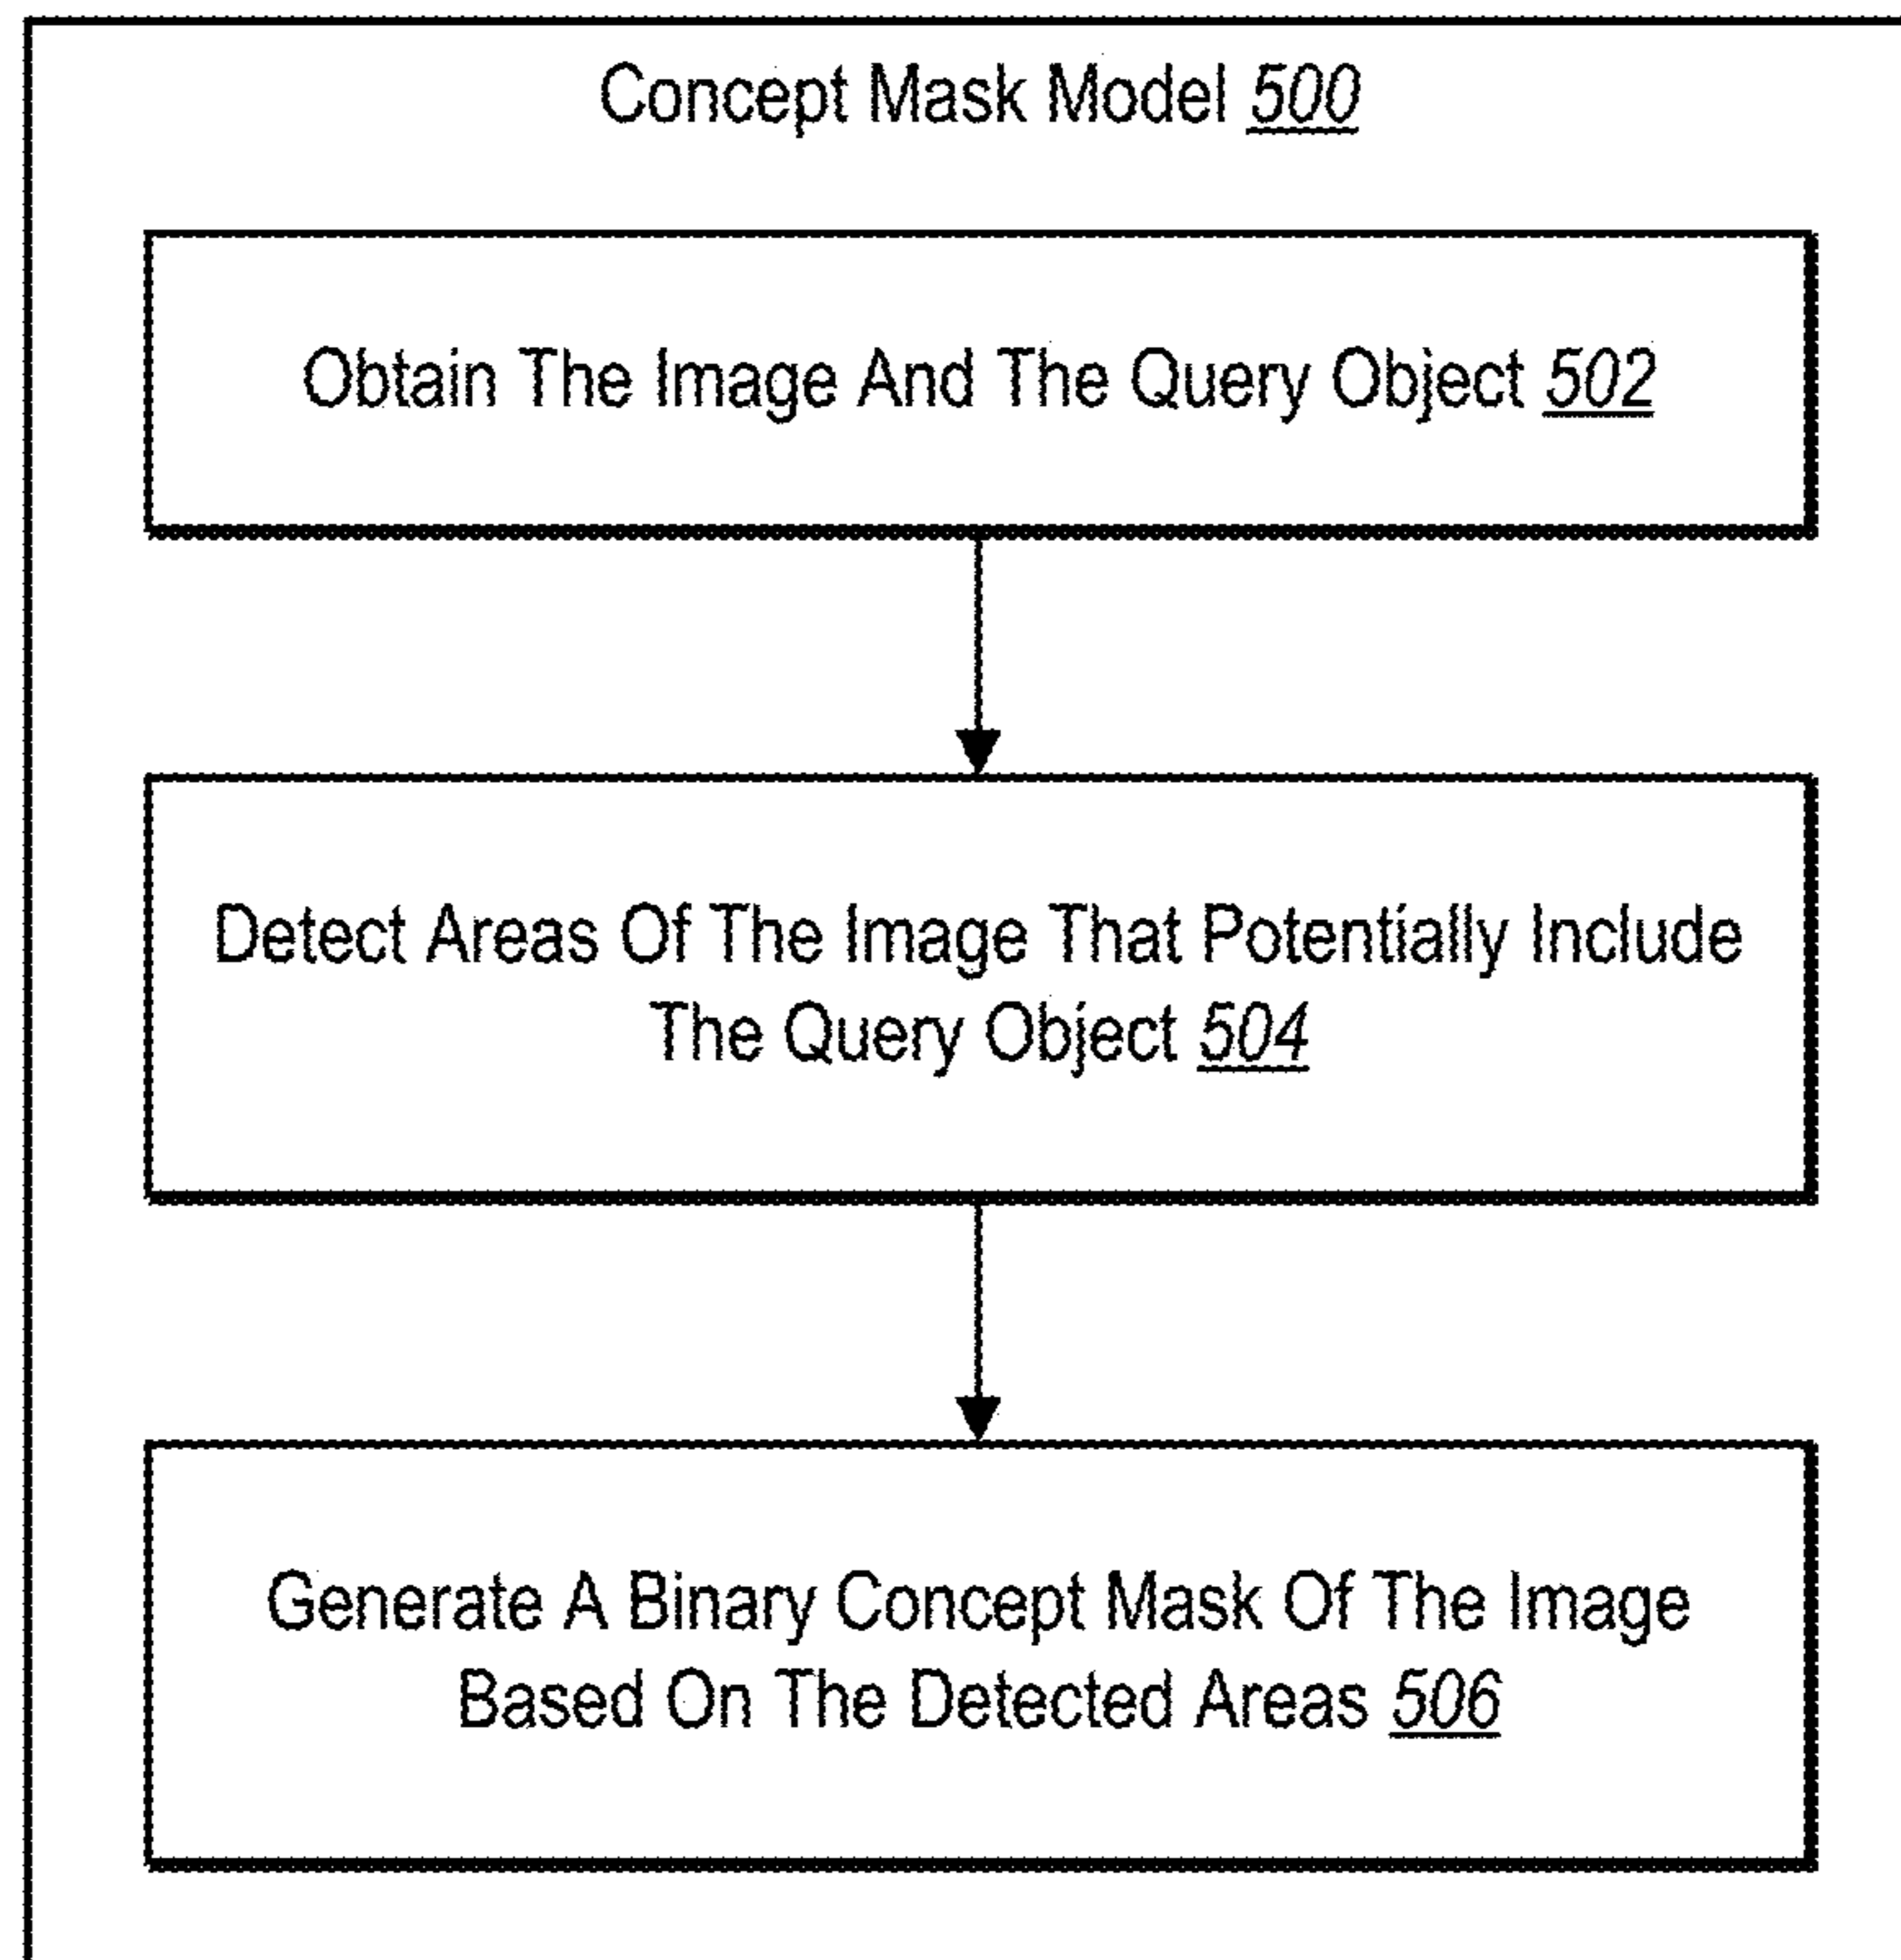 Concept Mask Model 500
Obtain The Image And The Query Object 502
Detect Areas Of The Image That Potentially Include
The Query Object 504
Generate A Binary Concept Mask Of The Image
Based On The Detected Areas 506